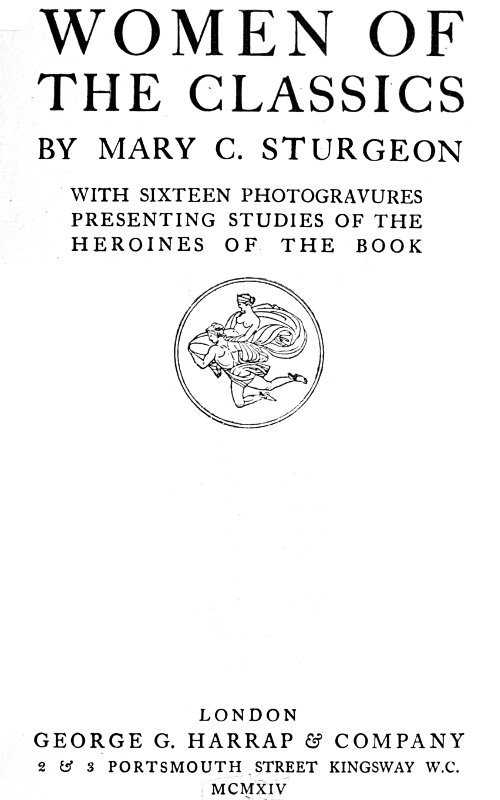 WOMEN OF
THE CLASSICS
BY MARY C. STURGEON
WITH SIXTEEN PHOTOGRAVURES
PRESENTING STUDIES OF THE
HEROINES OF THE BOOK
LONDON
GEORGE G. HARRAP & COMPANY
2 & 3 PORTSMOUTH STREET KINGSWAY W.C.
MCMXIV